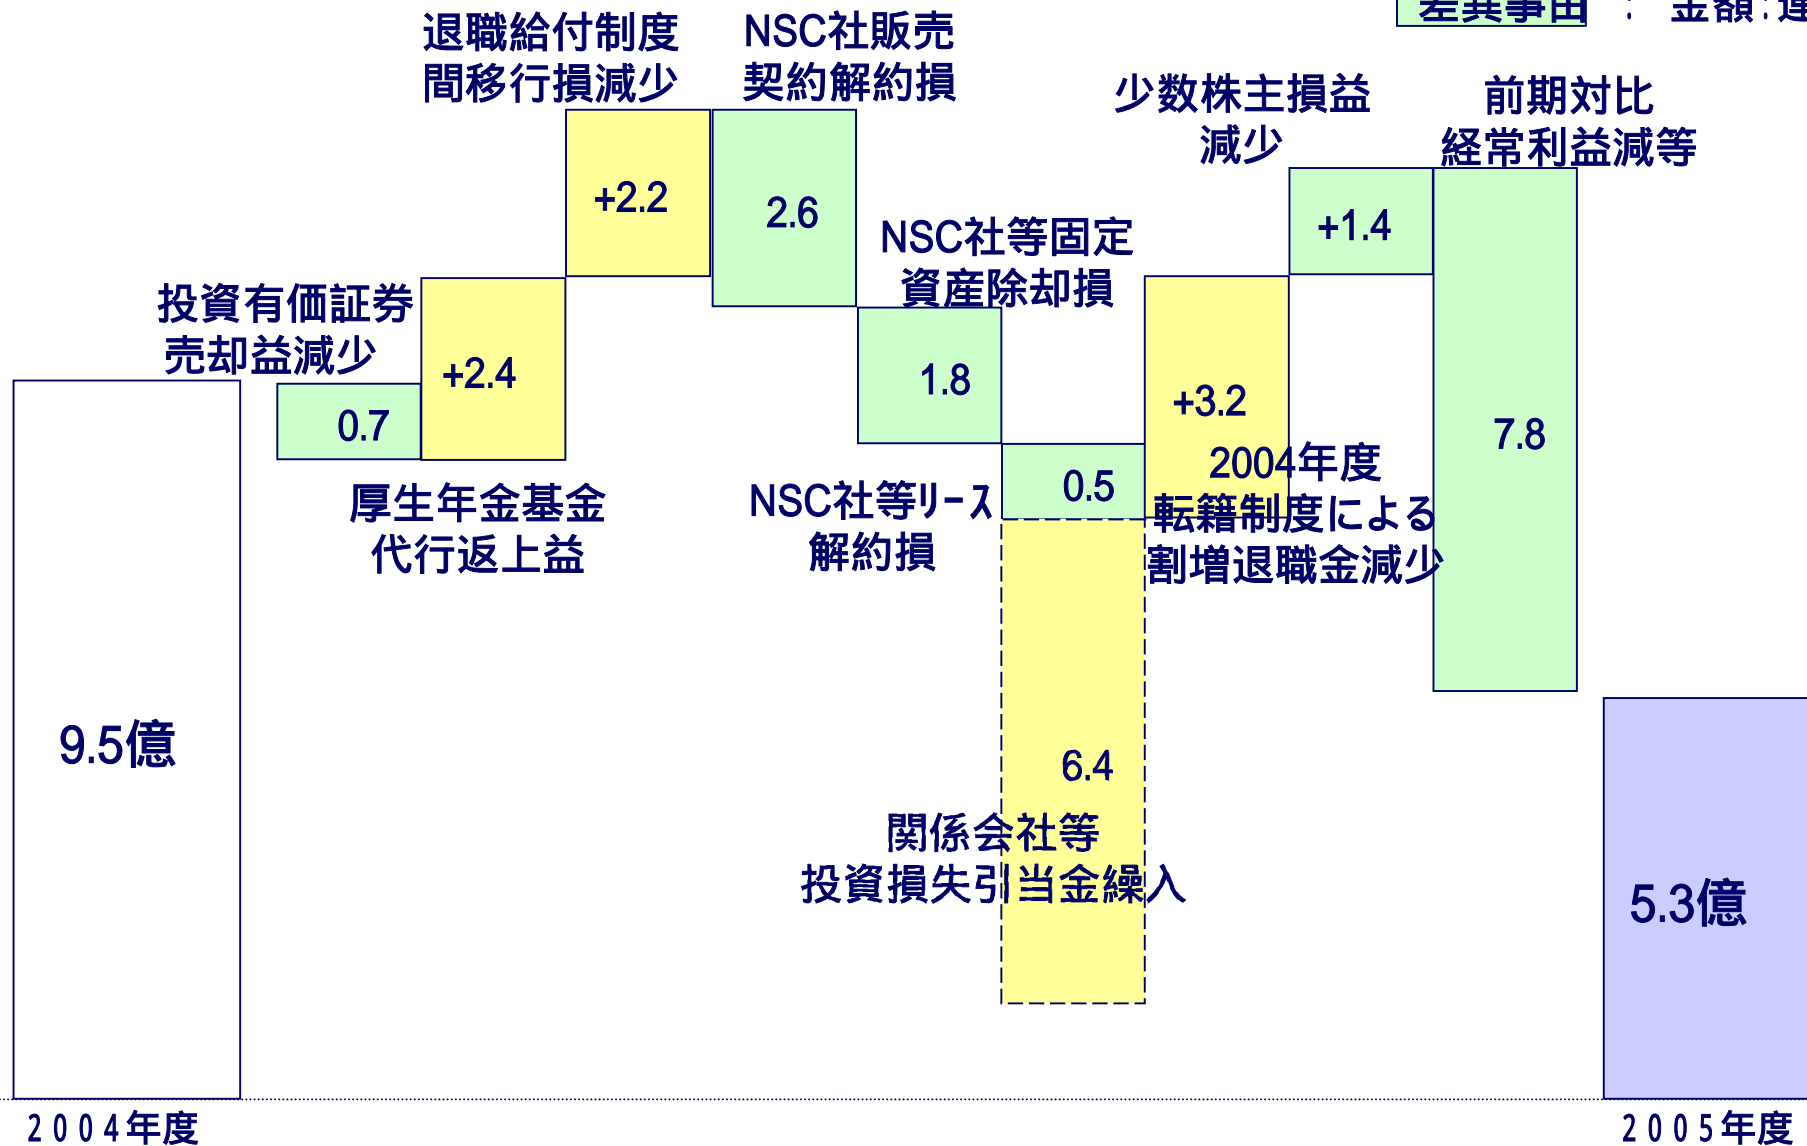 差異事由 : 金額:連
退職給付制度
間移行損減少
NSC社販売
契約解約損
少数株主損益
減少
前期対比
経常利益減等
+2.2
2.6
+1.4
NSC社等固定
資産除却損
投資有価証券
売却益減少
+2.4
0.7
1.8
+3.2
7.8
0.5
2004年度
転籍制度による
割増退職金減少
厚生年金基金
代行返上益
NSC社等リース
解約損
9.5億
6.4
関係会社等
投資損失引当金繰入
5.3億
2004年度
2005年度